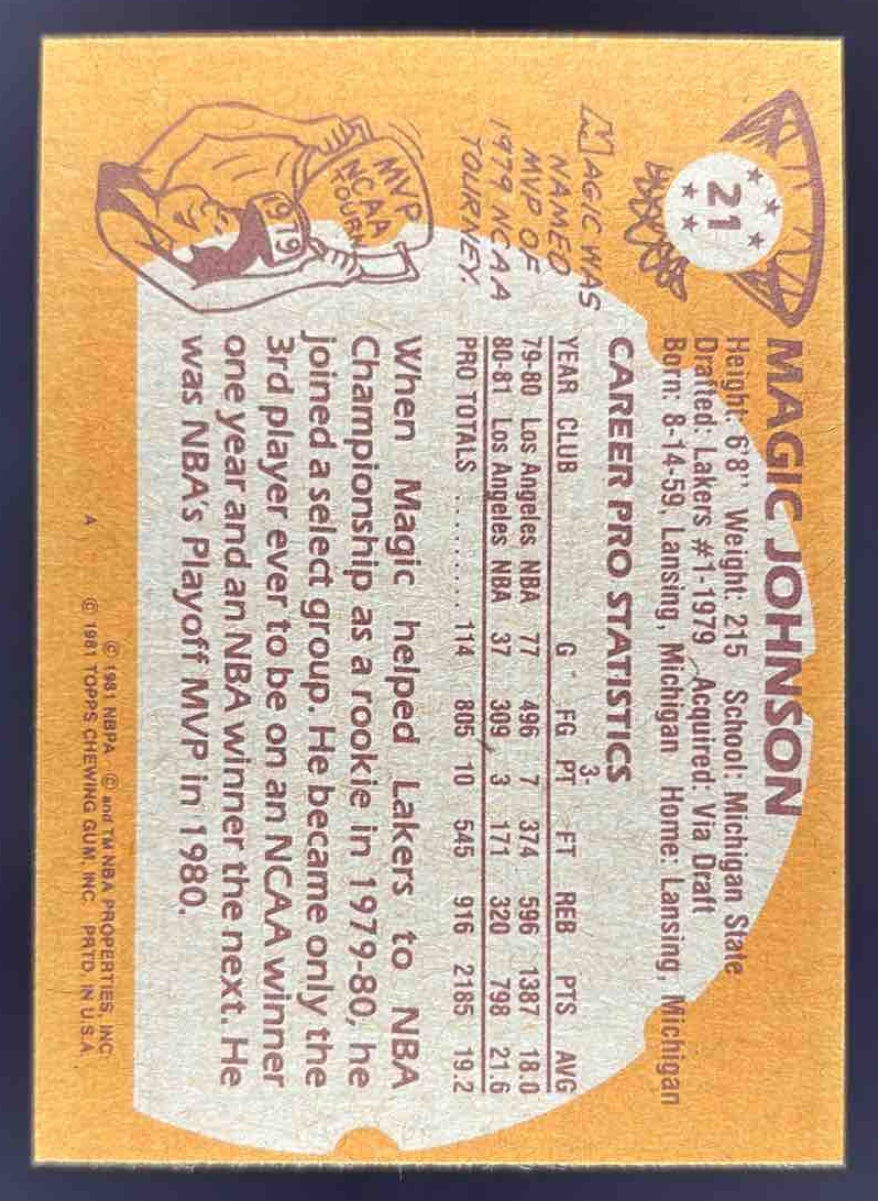 21
MAGIC JOHNSON
Height: 6'8" Weight: 215 School: Michigan State
Drafted: Lakers #1-1979 Acquired: Via Draft
Born: 8-14-59, Lansing, Michigan Home: Lansing, Michigan
CAREER PRO STATISTICS
YEAR CLUB G FG 3-PT FT REB PTS AVG
79-80 Los Angeles NBA 77 496 7 374 596 1387 18.0
80-81 Los Angeles NBA 37 309 3 171 320 798 21.6
PRO TOTALS ......... 114 805 10 545 916 2185 19.2
MAGIC WAS
NAMED
MVP OF
1979 NCAA
TOURNEY.
MVP
NCAA
TOURN
1979
When Magic helped Lakers to NBA
Championship as a rookie in 1979-80, he
joined a select group. He became only the
3rd player ever to be on an NCAA winner
one year and an NBA winner the next. He
was NBA's Playoff MVP in 1980.
© 1981 NBPA © and TM NBA PROPERTIES, INC.
A © 1981 TOPPS CHEWING GUM, INC. PRTD. IN U.S.A.